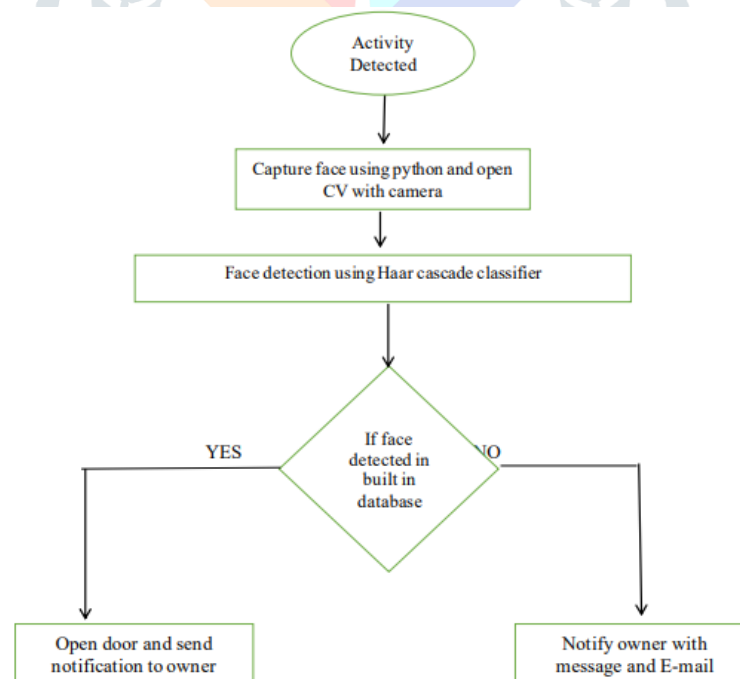 Activity
Detected
Capture face using python and open
CV with camera
Face detection using Haar cascade classifier
If face
detected in
built in
database
YES
NO
Open door and send
notification to owner
Notify owner with
message and E-mail